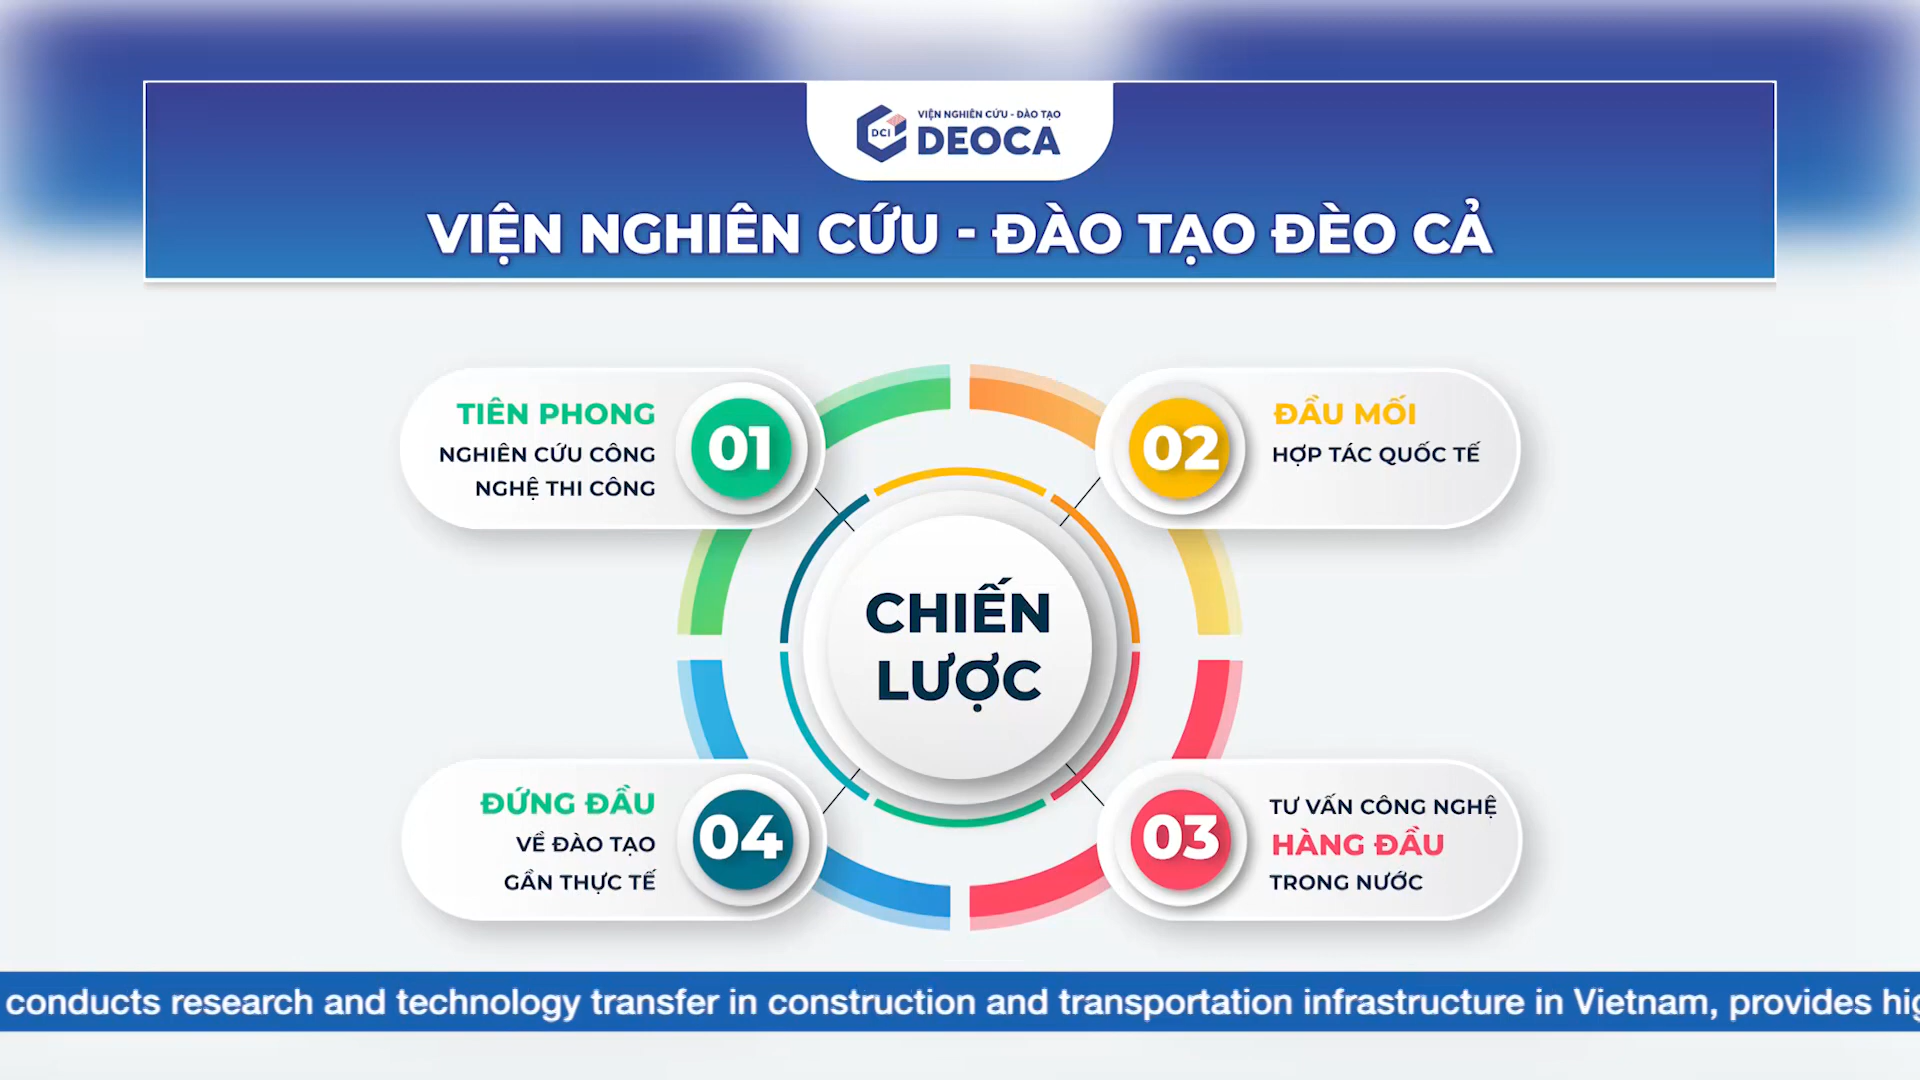 VIỆN NGHIÊN CỨU - ĐÀO TẠO
DCI
DEOCA
VIỆN NGHIÊN CỨU - ĐÀO TẠO ĐÈO CẢ
TIÊN PHONG
NGHIÊN CỨU CÔNG
NGHỆ THI CÔNG
01
02
ĐẦU MỐI
HỢP TÁC QUỐC TẾ
CHIẾN
LƯỢC
ĐỨNG ĐẦU
VỀ ĐÀO TẠO
GẦN THỰC TẾ
04
03
TƯ VẤN CÔNG NGHỆ
HÀNG ĐẦU
TRONG NƯỚC
conducts research and technology transfer in construction and transportation infrastructure in Vietnam, provides